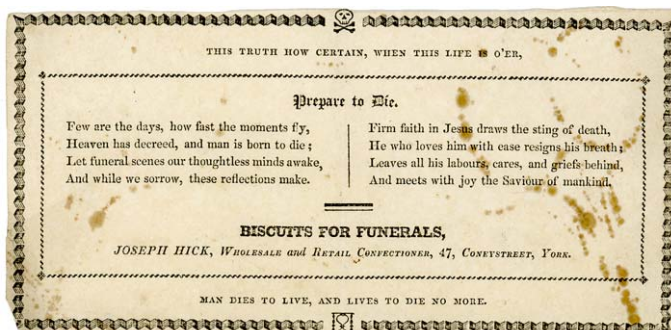 THIS TRUTH HOW CERTAIN, WHEN THIS LIFE IS O'ER,
Prepare to Die.
Few are the days, how fast the moments fly,
Heaven has decreed, and man is born to die;
Let funeral scenes our thoughtless minds awake,
And while we sorrow, these reflections make.
Firm faith in Jesus draws the sting of death,
He who loves him with ease resigns his breath;
Leaves all his labours, cares, and griefs behind,
And meets with joy the Saviour of mankind.
BISCUITS FOR FUNERALS,
JOSEPH HICK, WHOLESALE and RETAIL CONFECTIONER, 47, CONEYSTREET, YORK.
MAN DIES TO LIVE, AND LIVES TO DIE NO MORE.